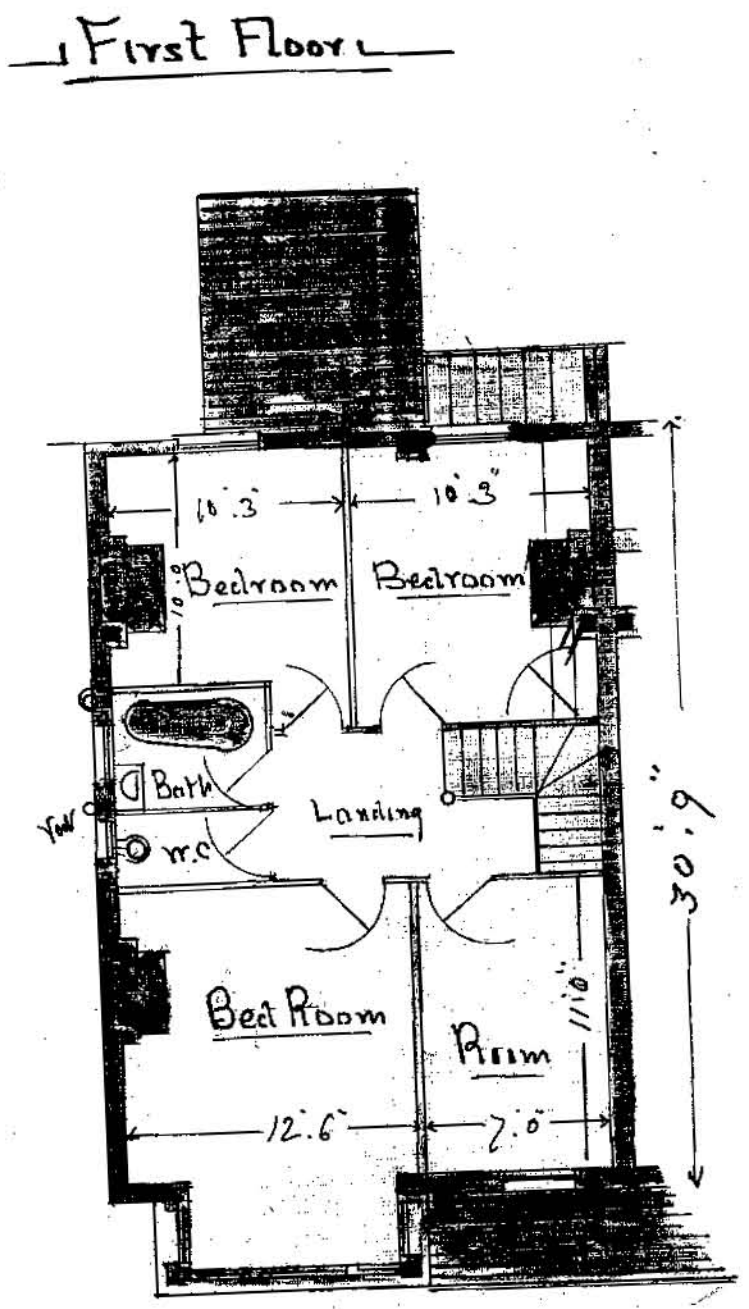 First Floor
10'.3"
10'.3"
10'.0"
Bedroom
Bedroom
Bath
Landing
W.C
30'.9"
Bed Room
11'.0"
Room
12'.6"
7'.0"